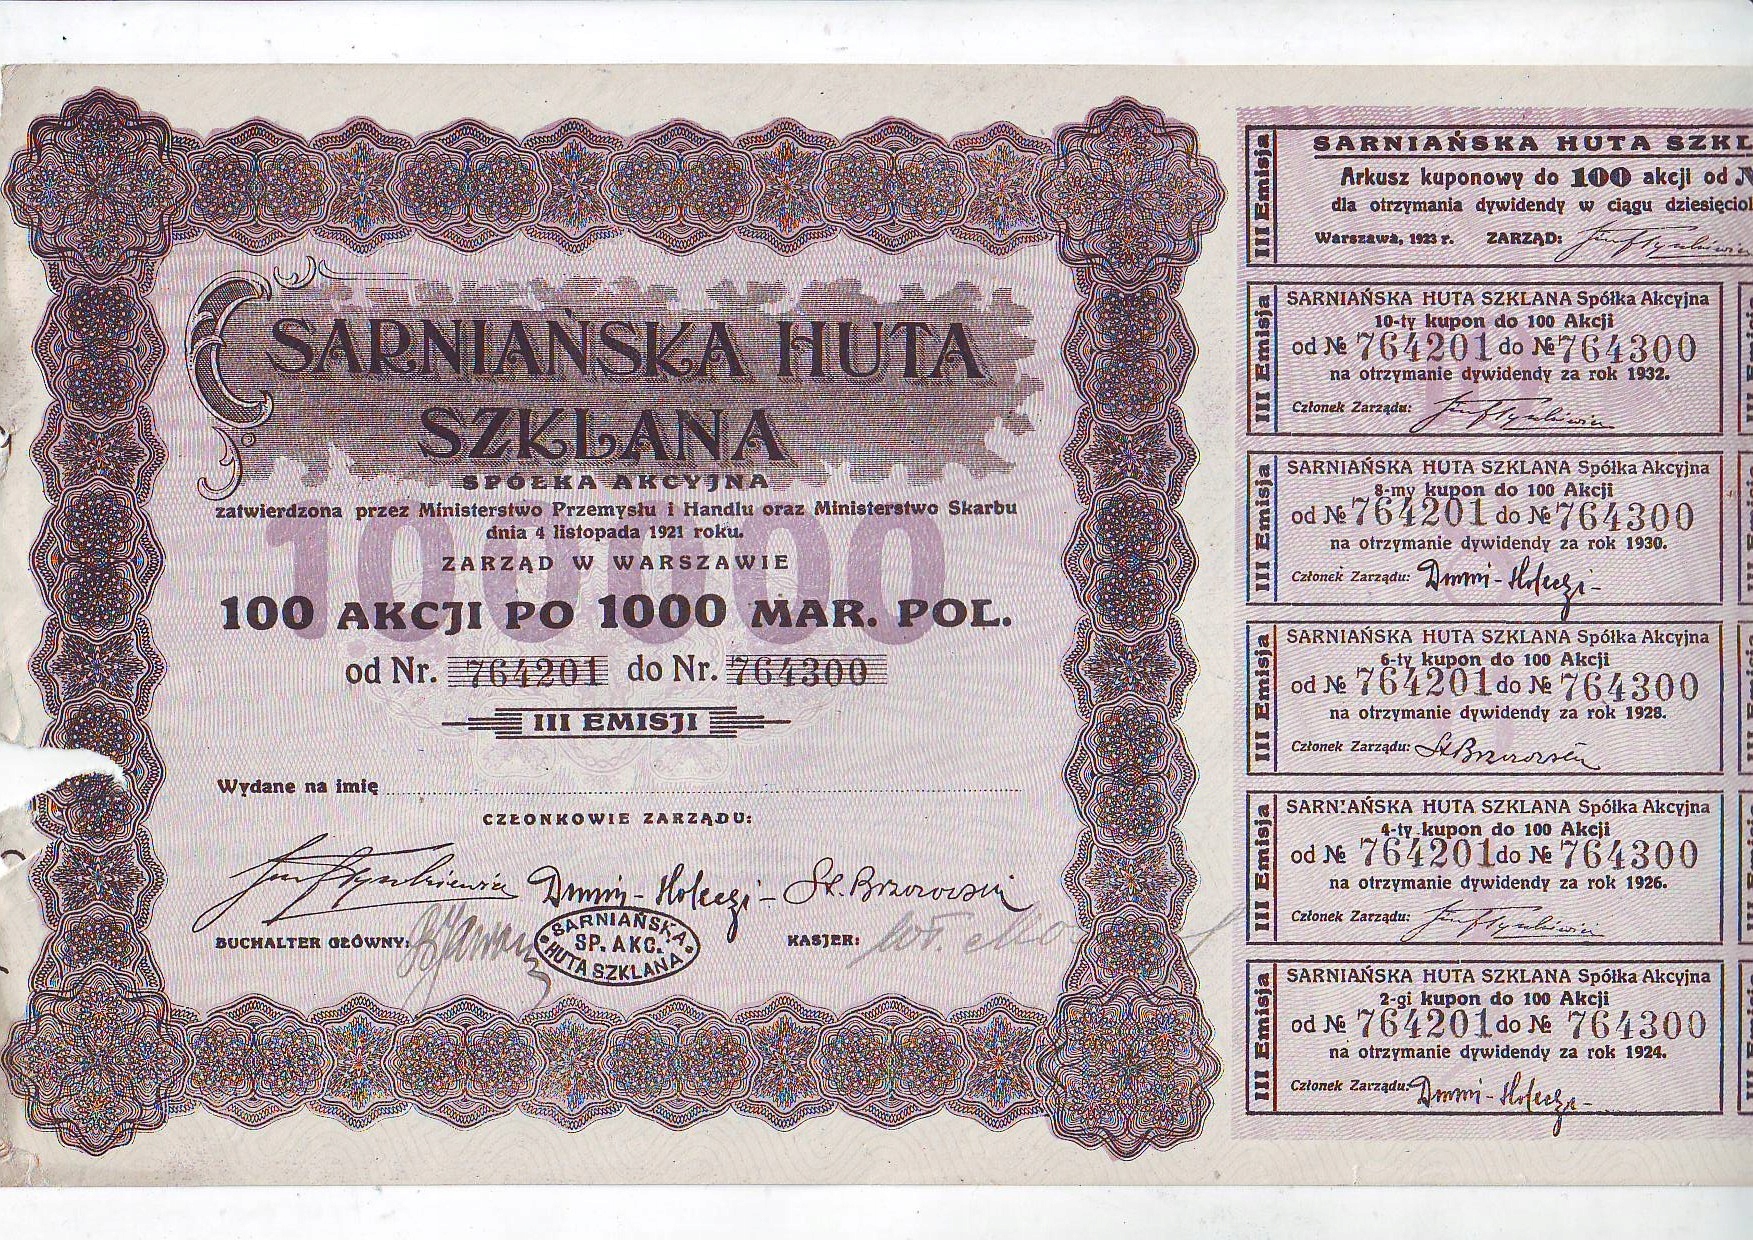 SARNIAŃSKA HUTA
SZKLANA
SPÓŁKA AKCYJNA
zatwierdzona przez Ministerstwo Przemysłu i Handlu oraz Ministerstwo Skarbu
dnia 4 listopada 1921 roku.
ZARZĄD W WARSZAWIE
100000
100 AKCJI PO 1000 MAR. POL.
od Nr. 764201 do Nr. 764300
III EMISJI
Wydane na imię
CZŁONKOWIE ZARZĄDU:
BUCHALTER GŁÓWNY:
KASJER:
SARNIAŃSKA
SP. AKC.
HUTA SZKLANA
III Emisja
SARNIAŃSKA HUTA SZKL
Arkusz kuponowy do 100 akcji od N
dla otrzymania dywidendy w ciągu dziesięciol
Warszawa, 1923 r. ZARZĄD:
III Emisja
SARNIAŃSKA HUTA SZKLANA Spółka Akcyjna
10-ty kupon do 100 Akcji
od № 764201 do № 764300
na otrzymanie dywidendy za rok 1932.
Członek Zarządu:
III Emisja
SARNIAŃSKA HUTA SZKLANA Spółka Akcyjna
8-my kupon do 100 Akcji
od № 764201 do № 764300
na otrzymanie dywidendy za rok 1930.
Członek Zarządu:
III Emisja
SARNIAŃSKA HUTA SZKLANA Spółka Akcyjna
6-ty kupon do 100 Akcji
od № 764201 do № 764300
na otrzymanie dywidendy za rok 1928.
Członek Zarządu:
III Emisja
SARNIAŃSKA HUTA SZKLANA Spółka Akcyjna
4-ty kupon do 100 Akcji
od № 764201 do № 764300
na otrzymanie dywidendy za rok 1926.
Członek Zarządu:
III Emisja
SARNIAŃSKA HUTA SZKLANA Spółka Akcyjna
2-gi kupon do 100 Akcji
od № 764201 do № 764300
na otrzymanie dywidendy za rok 1924.
Członek Zarządu: